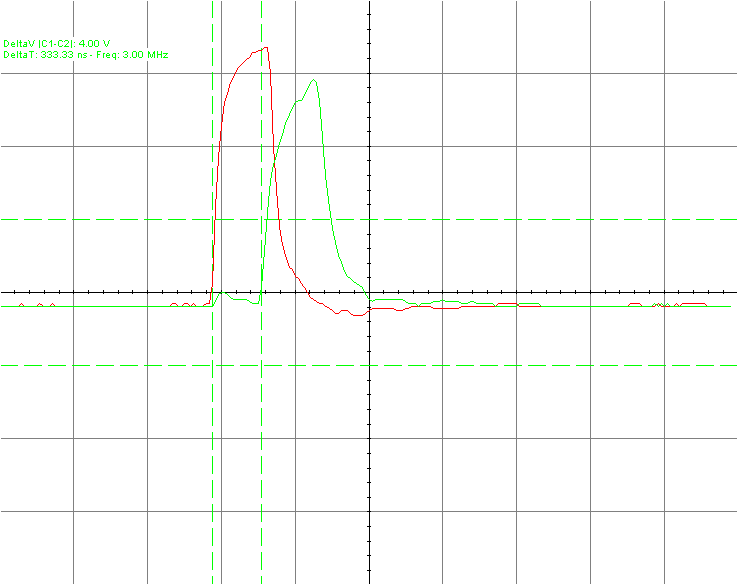 DeltaV |C1-C2|: 4.00 V
DeltaT: 333.33 ns - Freq: 3.00 MHz